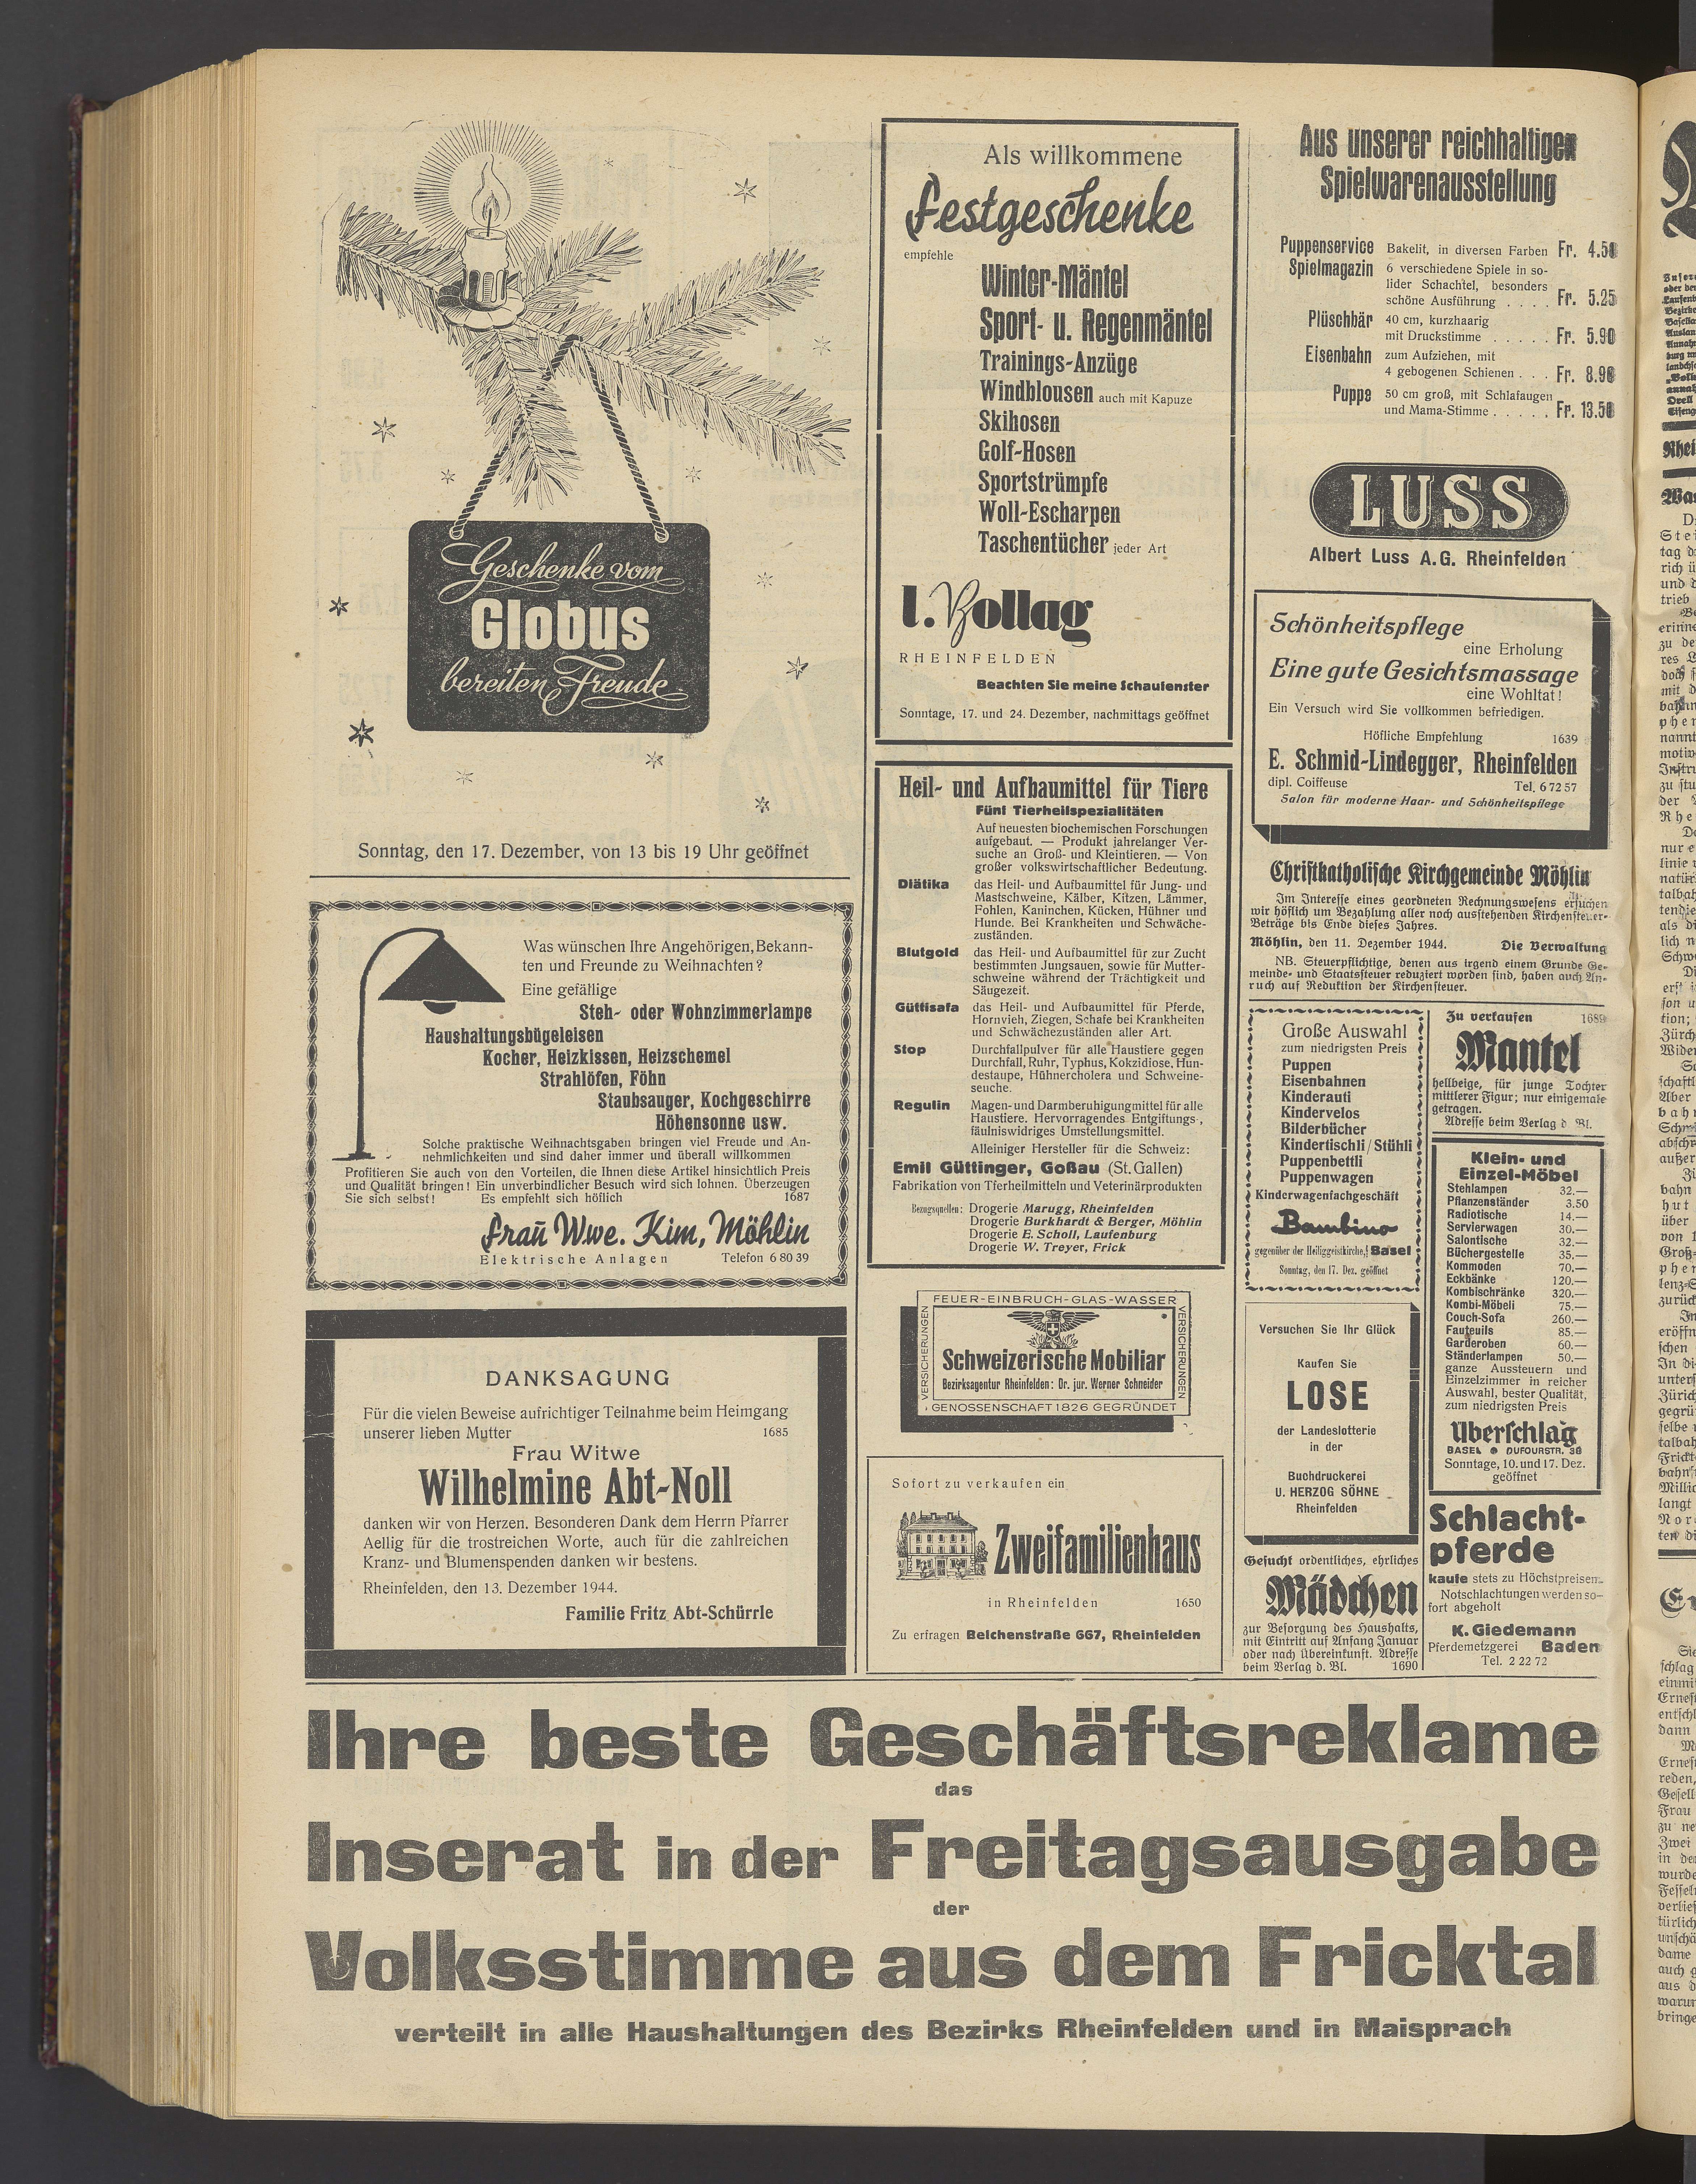 Geschenke vom
Globus
bereiten Freude
Sonntag, den 17. Dezember, von 13 bis 19 Uhr geöffnet
Was wünschen Ihre Angehörigen, Bekann-
ten und Freunde zu Weihnachten?
Eine gefällige
Steh- oder Wohnzimmerlampe
Haushaltungsbügeleisen
Kocher, Heizkissen, Heizschemel
Strahlöfen, Föhn
Staubsauger, Kochgeschirre
Höhensonne usw.
Solche praktische Weihnachtsgaben bringen viel Freude und An-
nehmlichkeiten und sind daher immer und überall willkommen
Profitieren Sie auch von den Vorteilen, die Ihnen diese Artikel hinsichtlich Preis
und Qualität bringen! Ein unverbindlicher Besuch wird sich lohnen. Überzeugen
Sie sich selbst! Es empfiehlt sich höflich 1687
Frau Wwe. Kim, Möhlin
Elektrische Anlagen Telefon 6 80 39
DANKSAGUNG
Für die vielen Beweise aufrichtiger Teilnahme beim Heimgang
unserer lieben Mutter 1685
Frau Witwe
Wilhelmine Abt-Noll
danken wir von Herzen. Besonderen Dank dem Herrn Pfarrer
Aellig für die trostreichen Worte, auch für die zahlreichen
Kranz- und Blumenspenden danken wir bestens.
Rheinfelden, den 13. Dezember 1944.
Familie Fritz Abt-Schürrle
Als willkommene
Festgeschenke
empfehle
Winter-Mäntel
Sport- u. Regenmäntel
Trainings-Anzüge
Windblousen auch mit Kapuze
Skihosen
Golf-Hosen
Sportstrümpfe
Woll-Escharpen
Taschentücher jeder Art
l. Bollag
RHEINFELDEN
Beachten Sie meine Schaufenster
Sonntage, 17. und 24. Dezember, nachmittags geöffnet
Heil- und Aufbaumittel für Tiere
Fünf Tierheilspezialitäten
Auf neuesten biochemischen Forschungen
aufgebaut. — Produkt jahrelanger Ver-
suche an Groß- und Kleintieren. — Von
großer volkswirtschaftlicher Bedeutung.
Diätika das Heil- und Aufbaumittel für Jung- und
Mastschweine, Kälber, Kitzen, Lämmer,
Fohlen, Kaninchen, Kücken, Hühner und
Hunde. Bei Krankheiten und Schwäche-
zuständen.
Blutgold das Heil- und Aufbaumittel für zur Zucht
bestimmten Jungsauen, sowie für Mutter-
schweine während der Trächtigkeit und
Säugezeit.
Güttisafa das Heil- und Aufbaumittel für Pferde,
Hornvieh, Ziegen, Schafe bei Krankheiten
und Schwächezuständen aller Art.
Stop Durchfallpulver für alle Haustiere gegen
Durchfall, Ruhr, Typhus, Kokzidiose, Hun-
destaupe, Hühnercholera und Schweine-
seuche.
Regulin Magen- und Darmberuhigungmittel für alle
Haustiere. Hervorragendes Entgiftungs-,
fäulniswidriges Umstellungsmittel.
Alleiniger Hersteller für die Schweiz:
Emil Güttinger, Goßau (St. Gallen)
Fabrikation von Tierheilmitteln und Veterinärprodukten
Bezugsquellen: Drogerie Marugg, Rheinfelden
Drogerie Burkhardt & Berger, Möhlin
Drogerie E. Scholl, Laufenburg
Drogerie W. Treyer, Frick
FEUER-EINBRUCH-GLAS-WASSER
VERSICHERUNGEN
Schweizerische Mobiliar
Bezirksagentur Rheinfelden: Dr. jur. Werner Schneider
VERSICHERUNGEN
GENOSSENSCHAFT 1826 GEGRÜNDET
Sofort zu verkaufen ein
Zweifamilienhaus
in Rheinfelden 1650
Zu erfragen Belchenstraße 667, Rheinfelden
Aus unserer reichhaltigen
Spielwarenausstellung
Puppenservice Bakelit, in diversen Farben Fr. 4.50
Spielmagazin 6 verschiedene Spiele in so-
lider Schachtel, besonders
schöne Ausführung . . . . Fr. 5.25
Plüschbär 40 cm, kurzhaarig
mit Druckstimme . . . . . Fr. 5.90
Eisenbahn zum Aufziehen, mit
4 gebogenen Schienen . . . Fr. 8.90
Puppe 50 cm groß, mit Schlafaugen
und Mama-Stimme . . . . . Fr. 13.50
LUSS
Albert Luss A.G. Rheinfelden
Schönheitspflege
eine Erholung
Eine gute Gesichtsmassage
eine Wohltat!
Ein Versuch wird Sie vollkommen befriedigen.
Höfliche Empfehlung 1639
E. Schmid-Lindegger, Rheinfelden
dipl. Coiffeuse Tel. 6 72 57
Salon für moderne Haar- und Schönheitspflege
Christkatholische Kirchgemeinde Möhlin
Im Interesse eines geordneten Rechnungswesens ersuchen
wir höflich um Bezahlung aller noch ausstehenden Kirchensteuer-
Beträge bis Ende dieses Jahres.
Möhlin, den 11. Dezember 1944. Die Verwaltung
NB. Steuerpflichtige, denen aus irgend einem Grunde Ge-
meinde- und Staatssteuer reduziert worden sind, haben auch An-
ruch auf Reduktion der Kirchensteuer.
Große Auswahl
zum niedrigsten Preis
Puppen
Eisenbahnen
Kinderauti
Kindervelos
Bilderbücher
Kindertischli / Stühli
Puppenbettli
Puppenwagen
Kinderwagenfachgeschäft
Bambino
gegenüber der Heiliggeistkirche, Basel
Sonntag, den 17. Dez. geöffnet
Versuchen Sie Ihr Glück
Kaufen Sie
LOSE
der Landeslotterie
in der
Buchdruckerei
U. HERZOG SÖHNE
Rheinfelden
Gesucht ordentliches, ehrliches
Mädchen
zur Besorgung des Haushalts,
mit Eintritt auf Anfang Januar
oder nach Übereinkunft. Adresse
beim Verlag d. Bl. 1690
Zu verkaufen 1689
Mantel
hellbeige, für junge Tochter
mittlerer Figur; nur einigemale
getragen.
Adresse beim Verlag d. Bl.
Klein- und
Einzel-Möbel
Stehlampen 32.—
Pflanzenständer 3.50
Radiotische 14.—
Servierwagen 30.—
Salontische 32.—
Büchergestelle 35.—
Kommoden 70.—
Eckbänke 120.—
Kombischränke 320.—
Kombi-Möbeli 75.—
Couch-Sofa 260.—
Fauteuils 85.—
Garderoben 60.—
Ständerlampen 50.—
ganze Aussteuern und
Einzelzimmer in reicher
Auswahl, bester Qualität,
zum niedrigsten Preis
Überschlag
BASEL DUFOURSTR. 36
Sonntage, 10. und 17. Dez.
geöffnet
Schlacht-
pferde
kaufe stets zu Höchstpreisen.
Notschlachtungen werden so-
fort abgeholt
K. Giedemann
Pferdemetzgerei Baden
Tel. 2 22 72
Ihre beste Geschäftsreklame
das
Inserat in der Freitagsausgabe
der
Volksstimme aus dem Fricktal
verteilt in alle Haushaltungen des Bezirks Rheinfelden und in Maisprach